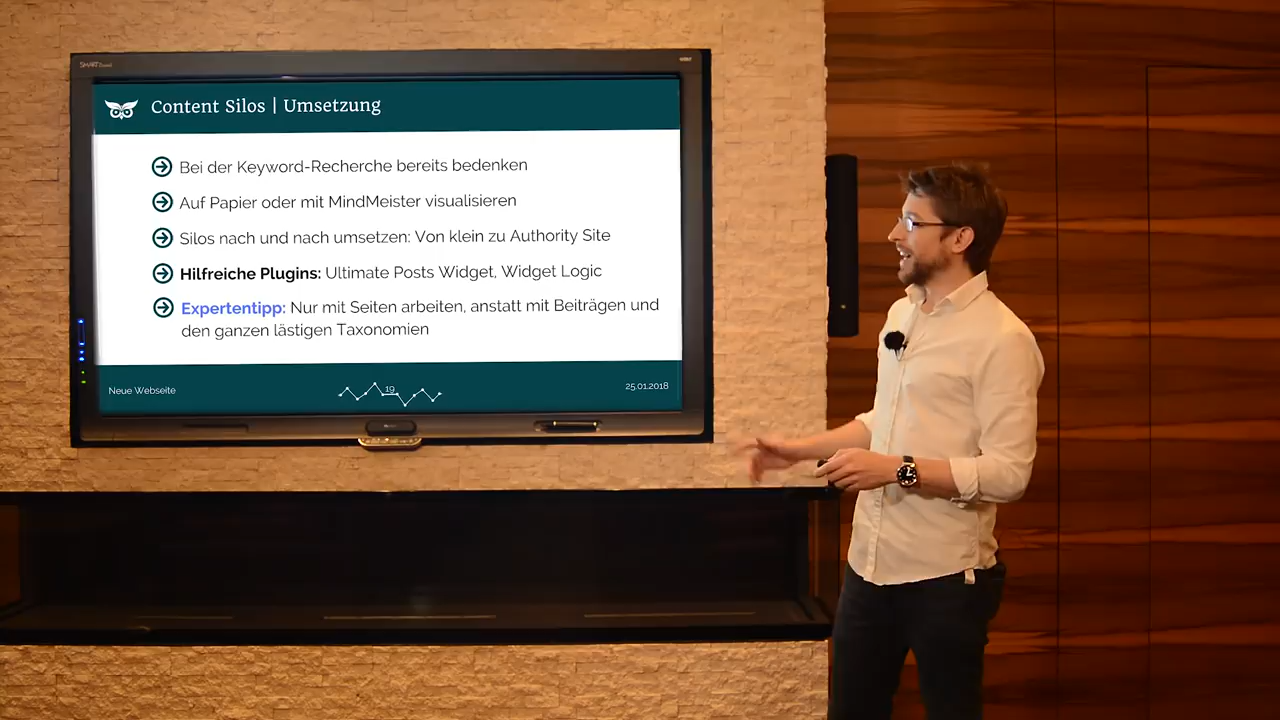 SMART
Content Silos | Umsetzung
Bei der Keyword-Recherche bereits bedenken
Auf Papier oder mit MindMeister visualisieren
Silos nach und nach umsetzen: Von klein zu Authority Site
Hilfreiche Plugins: Ultimate Posts Widget, Widget Logic
Expertentipp: Nur mit Seiten arbeiten, anstatt mit Beiträgen und
den ganzen lästigen Taxonomien
Neue Webseite
19
25.01.2018